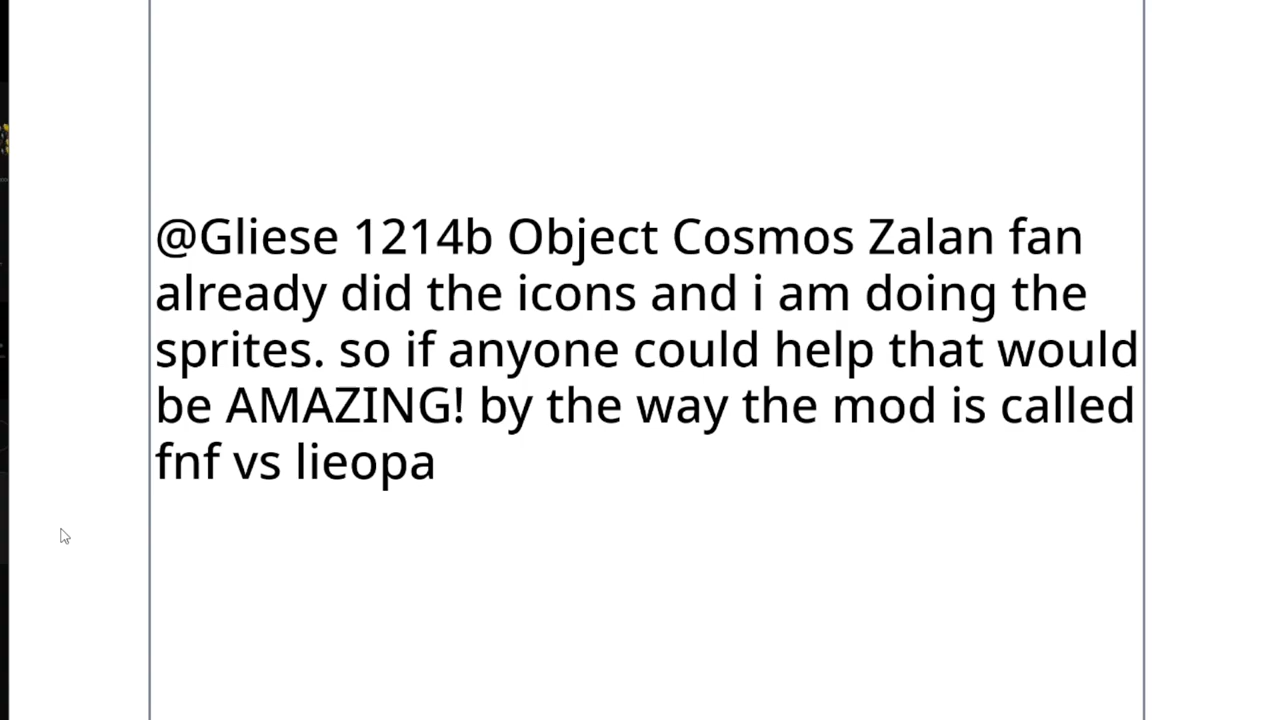 @Gliese 1214b Object Cosmos Zalan fan
already did the icons and i am doing the
sprites. so if anyone could help that would
be AMAZING! by the way the mod is called
fnf vs lieopa